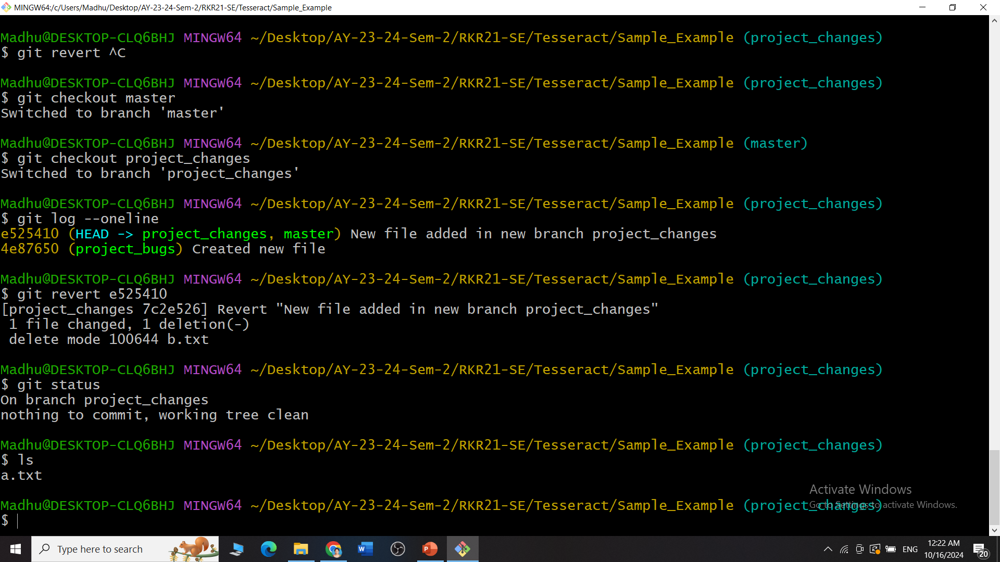 MINGW64:/c/Users/Madhu/Desktop/AY-23-24-Sem-2/RKR21-SE/Tesseract/Sample_Example
Madhu@DESKTOP-CLQ6BHJ MINGW64 ~/Desktop/AY-23-24-Sem-2/RKR21-SE/Tesseract/Sample_Example (project_changes)
$ git revert ^C
Madhu@DESKTOP-CLQ6BHJ MINGW64 ~/Desktop/AY-23-24-Sem-2/RKR21-SE/Tesseract/Sample_Example (project_changes)
$ git checkout master
Switched to branch 'master'
Madhu@DESKTOP-CLQ6BHJ MINGW64 ~/Desktop/AY-23-24-Sem-2/RKR21-SE/Tesseract/Sample_Example (master)
$ git checkout project_changes
Switched to branch 'project_changes'
Madhu@DESKTOP-CLQ6BHJ MINGW64 ~/Desktop/AY-23-24-Sem-2/RKR21-SE/Tesseract/Sample_Example (project_changes)
$ git log --oneline
e525410 (HEAD -> project_changes, master) New file added in new branch project_changes
4e87650 (project_bugs) Created new file
Madhu@DESKTOP-CLQ6BHJ MINGW64 ~/Desktop/AY-23-24-Sem-2/RKR21-SE/Tesseract/Sample_Example (project_changes)
$ git revert e525410
[project_changes 7c2e526] Revert "New file added in new branch project_changes"
1 file changed, 1 deletion(-)
delete mode 100644 b.txt
Madhu@DESKTOP-CLQ6BHJ MINGW64 ~/Desktop/AY-23-24-Sem-2/RKR21-SE/Tesseract/Sample_Example (project_changes)
$ git status
On branch project_changes
nothing to commit, working tree clean
Madhu@DESKTOP-CLQ6BHJ MINGW64 ~/Desktop/AY-23-24-Sem-2/RKR21-SE/Tesseract/Sample_Example (project_changes)
$ ls
a.txt
Activate Windows
Madhu@DESKTOP-CLQ6BHJ MINGW64 ~/Desktop/AY-23-24-Sem-2/RKR21-SE/Tesseract/Sample_Example (project_changes)
Go to Settings to activate Windows.
$
Type here to search
ENG
12:22 AM
10/16/2024
20